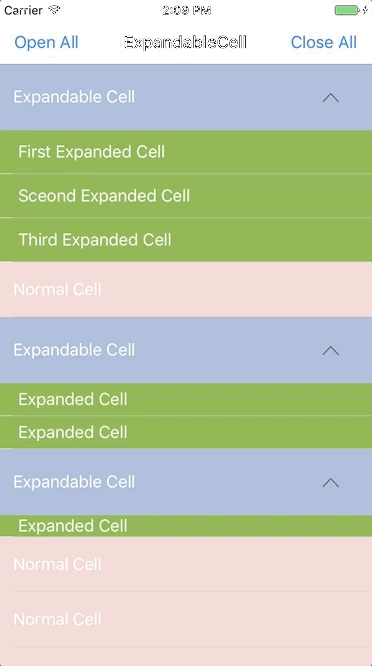 Carrier 2:09 PM
Open All ExpandableCell Close All
Expandable Cell
First Expanded Cell
Sceond Expanded Cell
Third Expanded Cell
Normal Cell
Expandable Cell
Expanded Cell
Expanded Cell
Expandable Cell
Expanded Cell
Normal Cell
Normal Cell